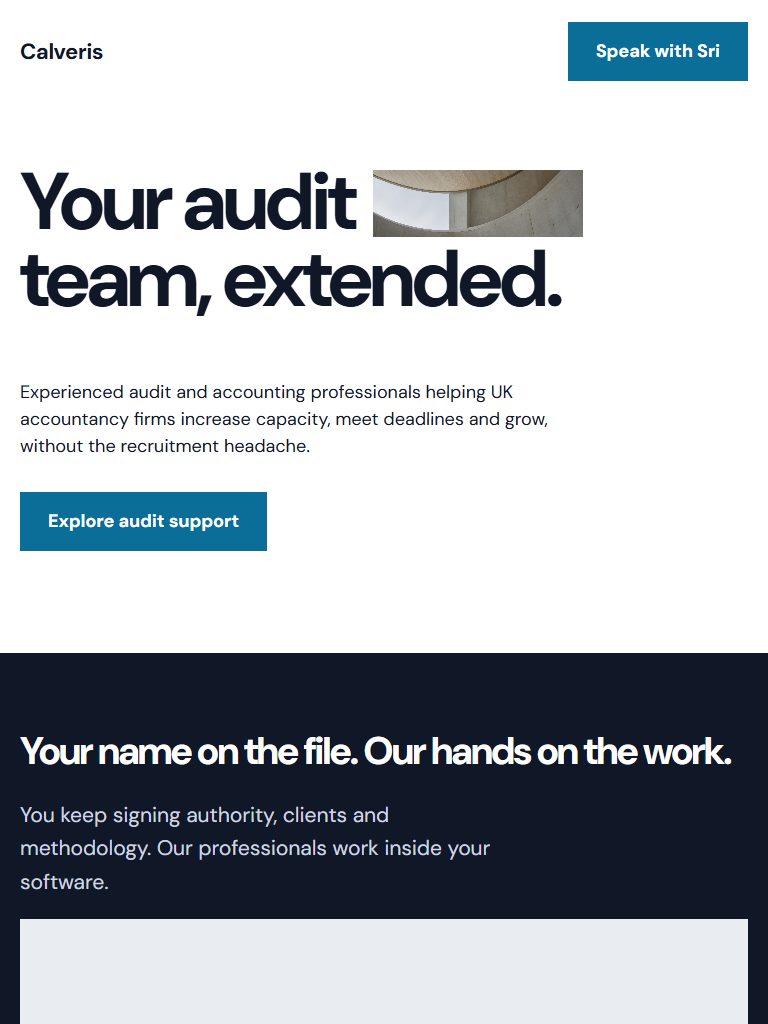 Calveris
Speak with Sri
Your audit
team, extended.
Experienced audit and accounting professionals helping UK
accountancy firms increase capacity, meet deadlines and grow,
without the recruitment headache.
Explore audit support
Your name on the file. Our hands on the work.
You keep signing authority, clients and
methodology. Our professionals work inside your
software.